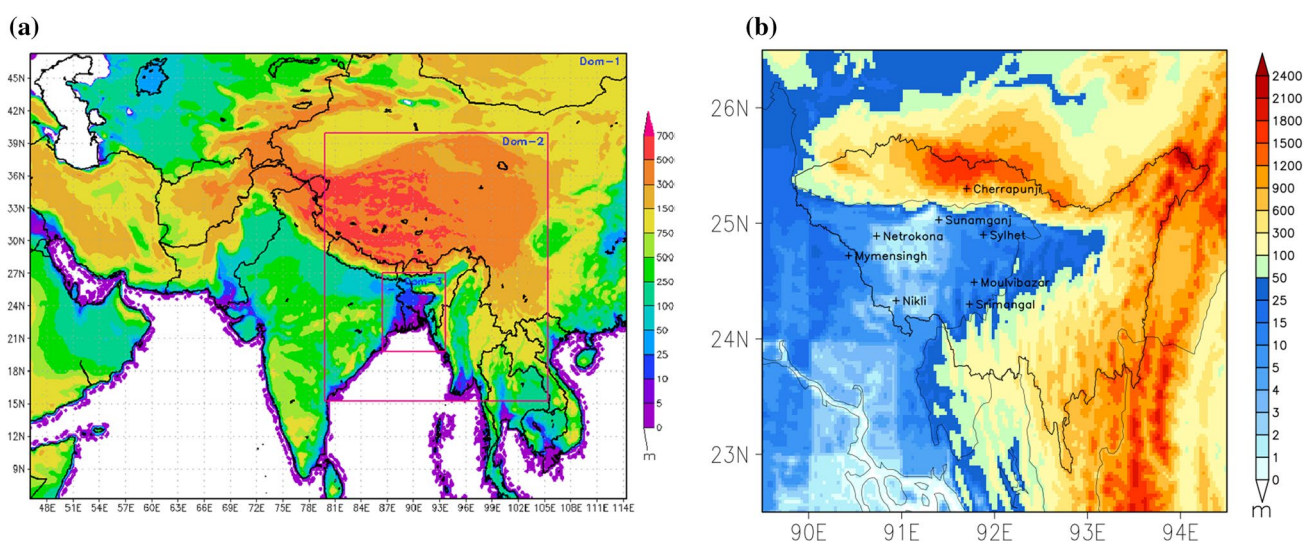 (a)
(b)
Dom-1
Dom-2
Dom-3
45N
42N
39N
36N
33N
30N
27N
24N
21N
18N
15N
12N
9N
48E 51E 54E 57E 60E 63E 66E 69E 72E 75E 78E 81E 84E 87E 90E 93E 96E 99E 102E 105E 108E 111E 114E
700
500
300
150
750
500
250
100
50
25
10
5
0
m
26N
25N
24N
23N
90E 91E 92E 93E 94E
Cherrapunji
Sunamganj
Netrokona
Sylhet
Mymensingh
Moulvibazar
Nikli
Srimangal
2400
2100
1800
1500
1200
900
600
300
100
50
25
15
10
5
4
3
2
1
0
m